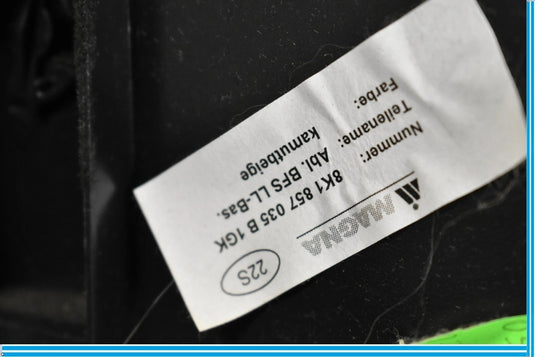 MAGNA
Nummer: 8K1 857 035 B 1GK
Teilename: Abl. BFS LL-Bas.
Farbe: kamutbeige
22S